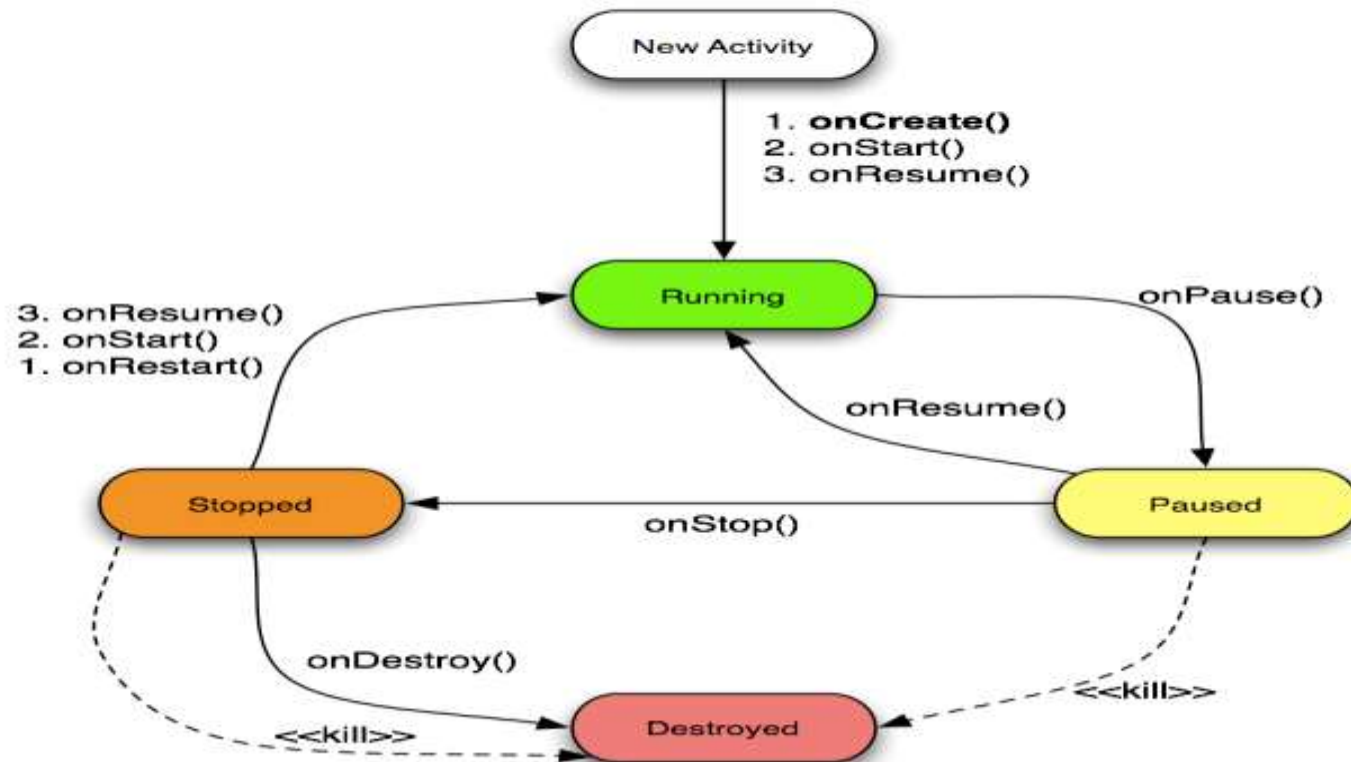 New Activity
1. onCreate()
2. onStart()
3. onResume()
Running
onPause()
3. onResume()
2. onStart()
1. onRestart()
onResume()
Stopped
onStop()
Paused
onDestroy()
<<kill>>
<<kill>>
Destroyed